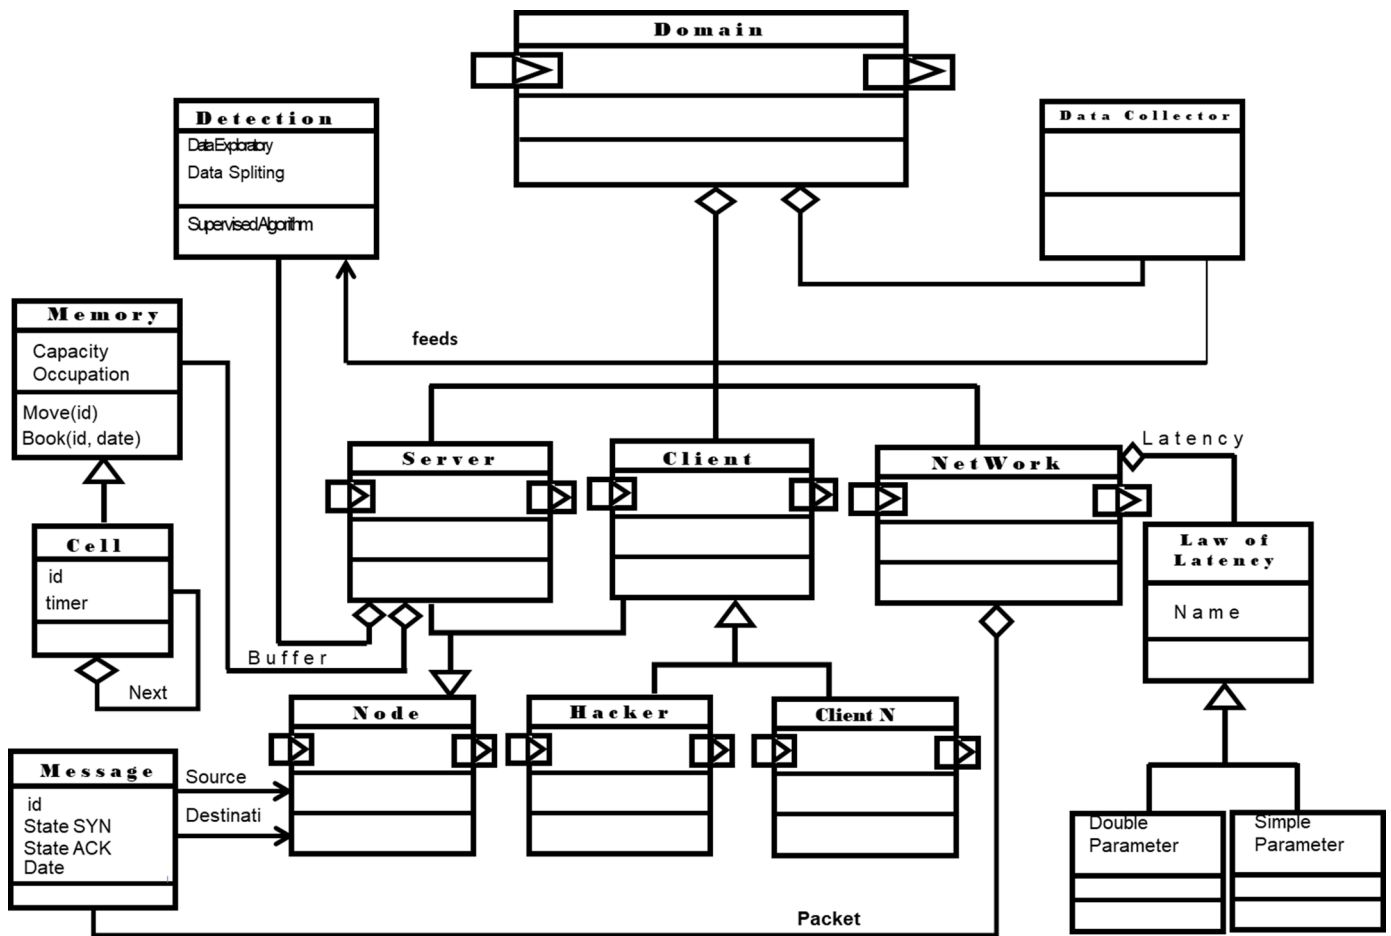 Domain
Detection
Data Exploratory
Data Spliting
Supervised Algorithm
Data Collector
feeds
Memory
Capacity
Occupation
Move(id)
Book(id, date)
Server
Client
NetWork
Latency
Cell
id
timer
Next
Buffer
Law of
Latency
Name
Node
Hacker
Client N
Message
id
State SYN
State ACK
Date
Source
Destinati
Double
Parameter
Simple
Parameter
Packet